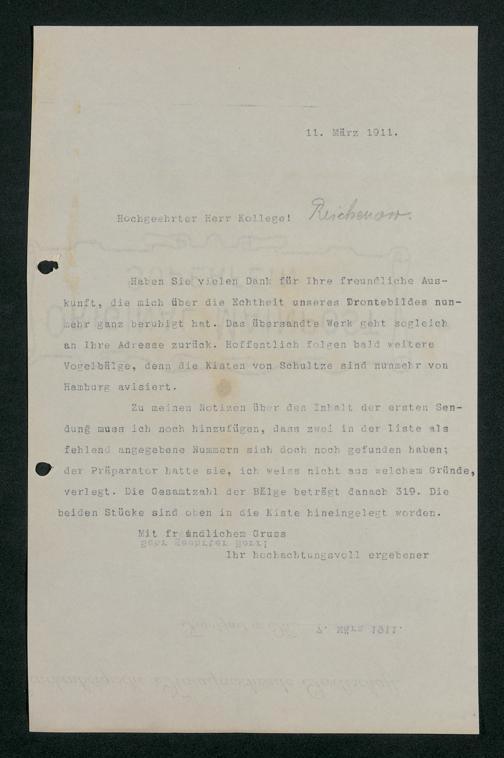 11. März 1911.
Hochgeehrter Herr Kollege! Reichenow.
Haben Sie vielen Dank für Ihre freundliche Aus-
kunft, die mich über die Echtheit unseres Drontebildes nun-
mehr ganz beruhigt hat. Das übersandte Werk geht sogleich
an Ihre Adresse zurück. Hoffentlich folgen bald weitere
Vogelbälge, denn die Kisten von Schultze sind nunmehr von
Hamburg avisiert.
Zu meinen Notizen über den Inhalt der ersten Sen-
dung muss ich noch hinzufügen, dass zwei in der Liste als
fehlend angegebene Nummern sich doch noch gefunden haben;
der Präparator hatte sie, ich weiss nicht aus welchem Grunde,
verlegt. Die Gesamtzahl der Bälge beträgt danach 319. Die
beiden Stücke sind oben in die Kiste hineingelegt worden.
Mit freundlichem Gruss
Sehr geehrter Herr!
Ihr hochachtungsvoll ergebener
7. März 1911.